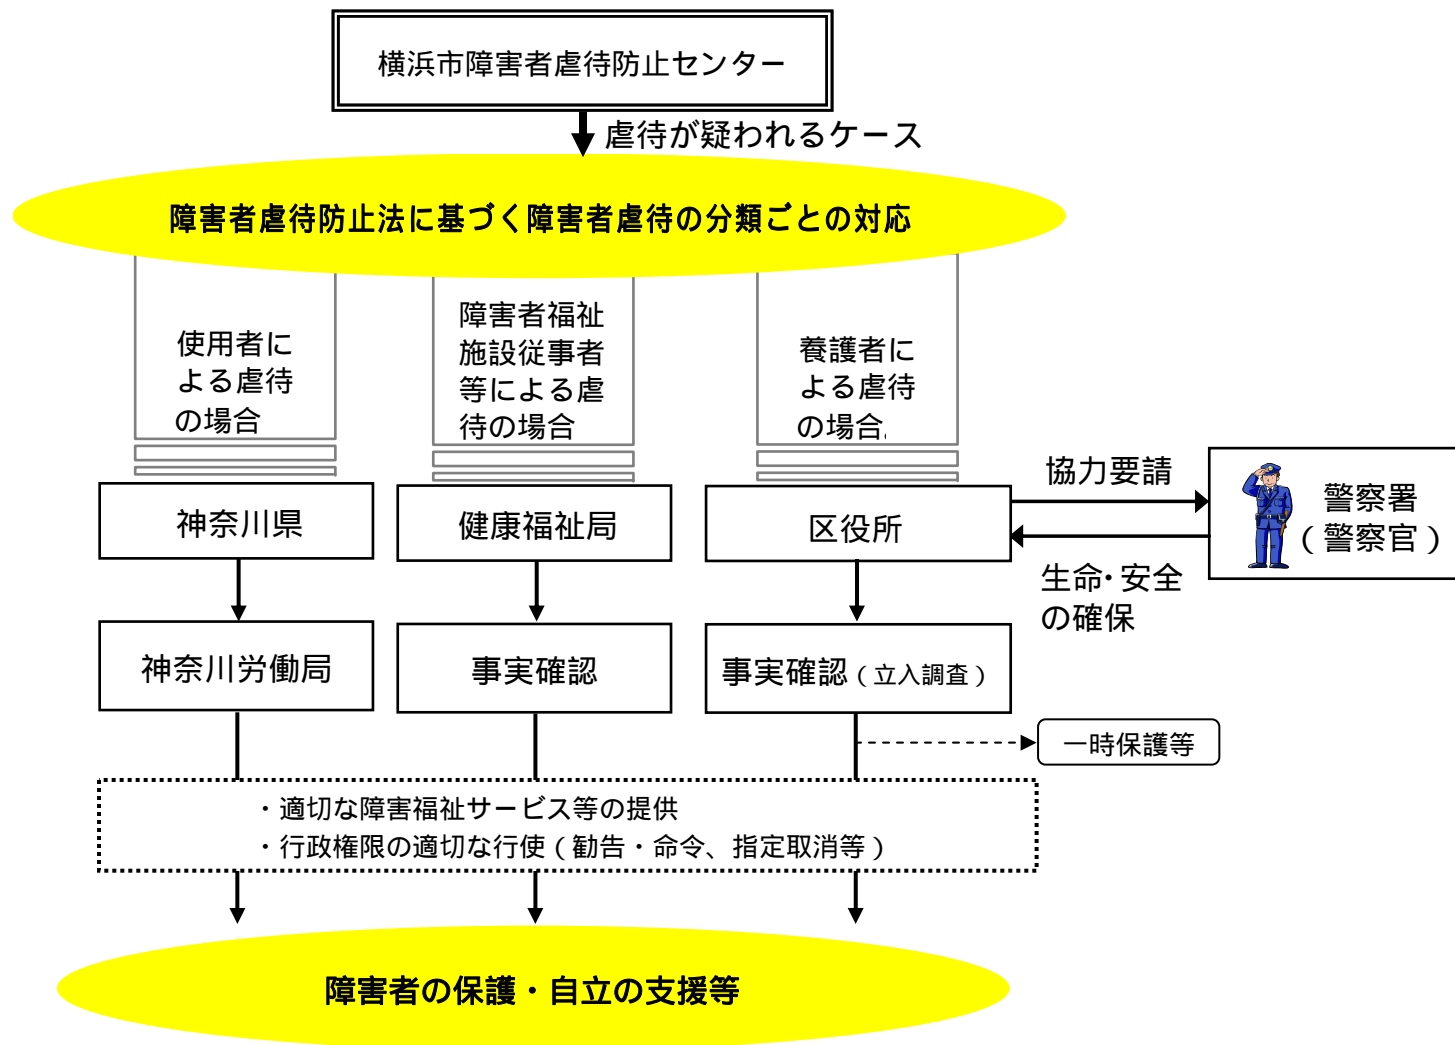 横浜市障害者虐待防止センター
虐待が疑われるケース
障害者虐待防止法に基づく障害者虐待の分類ごとの対応
使用者に
よる虐待
の場合
障害者福祉
施設従事者
等による虐
待の場合
養護者に
よる虐待
の場合
神奈川県
健康福祉局
区役所
協力要請
生命・安全
の確保
警察署
(警察官)
神奈川労働局
事実確認
事実確認(立入調査)
一時保護等
・適切な障害福祉サービス等の提供
・行政権限の適切な行使(勧告・命令、指定取消等)
障害者の保護・自立の支援等